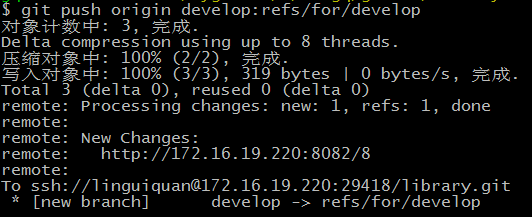 $ git push origin develop:refs/for/develop
对象计数中: 3, 完成.
Delta compression using up to 8 threads.
压缩对象中: 100% (2/2), 完成.
写入对象中: 100% (3/3), 319 bytes | 0 bytes/s, 完成.
Total 3 (delta 0), reused 0 (delta 0)
remote: Processing changes: new: 1, refs: 1, done
remote:
remote: New Changes:
remote:   http://172.16.19.220:8082/8
remote:
To ssh://linguiquan@172.16.19.220:29418/library.git
 * [new branch]      develop -> refs/for/develop